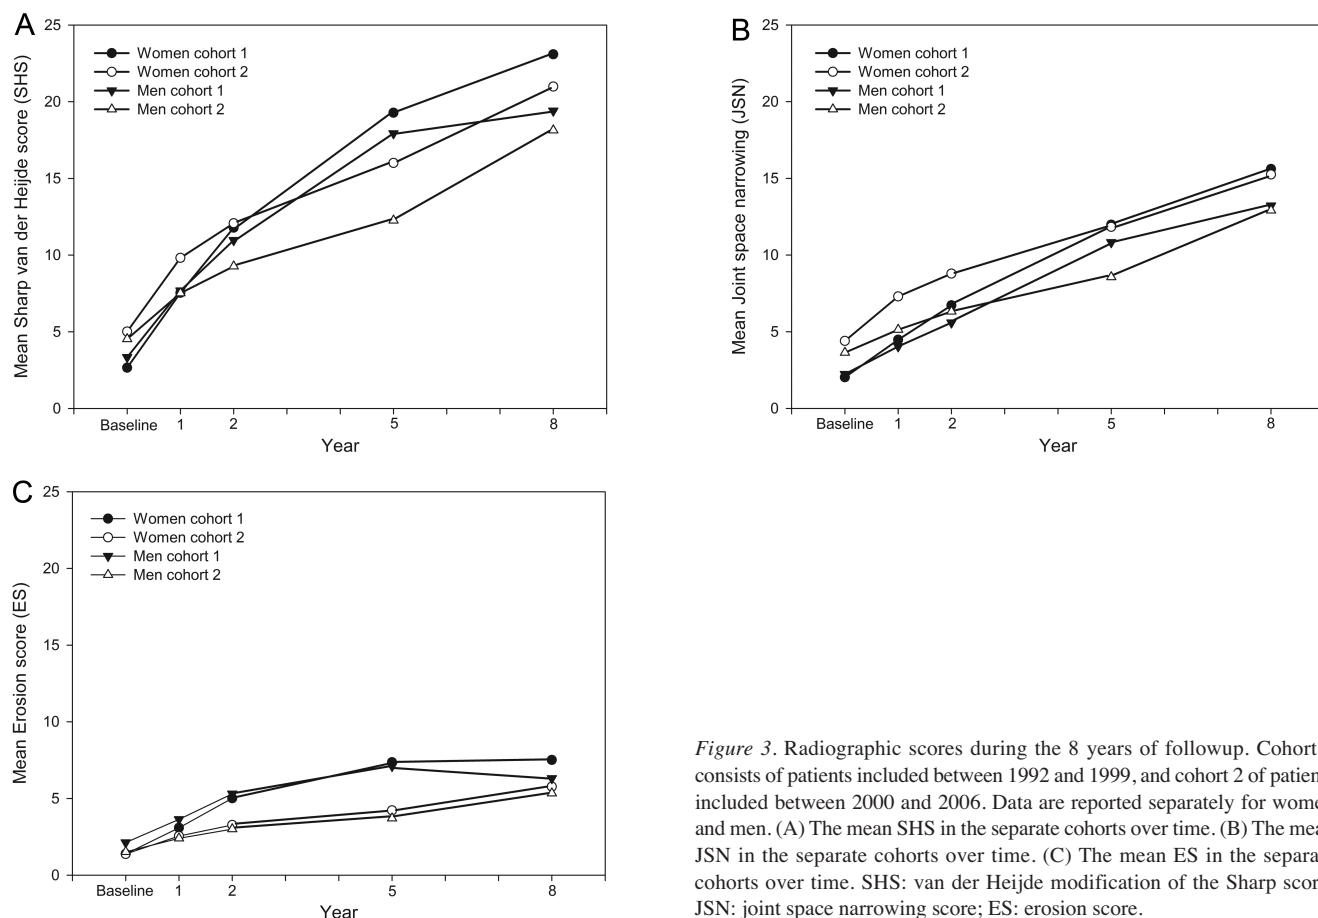 A
25
20
15
10
5
0
Mean Sharp van der Heijde score (SHS)
Women cohort 1
Women cohort 2
Men cohort 1
Men cohort 2
Baseline 1 2 5 8
Year
B
25
20
15
10
5
0
Mean Joint space narrowing (JSN)
Women cohort 1
Women cohort 2
Men cohort 1
Men cohort 2
Baseline 1 2 5 8
Year
C
25
20
15
10
5
0
Mean Erosion score (ES)
Women cohort 1
Women cohort 2
Men cohort 1
Men cohort 2
Baseline 1 2 5 8
Year
Figure 3. Radiographic scores during the 8 years of followup. Cohort
consists of patients included between 1992 and 1999, and cohort 2 of patien
included between 2000 and 2006. Data are reported separately for wome
and men. (A) The mean SHS in the separate cohorts over time. (B) The mea
JSN in the separate cohorts over time. (C) The mean ES in the separa
cohorts over time. SHS: van der Heijde modification of the Sharp scor
JSN: joint space narrowing score; ES: erosion score.